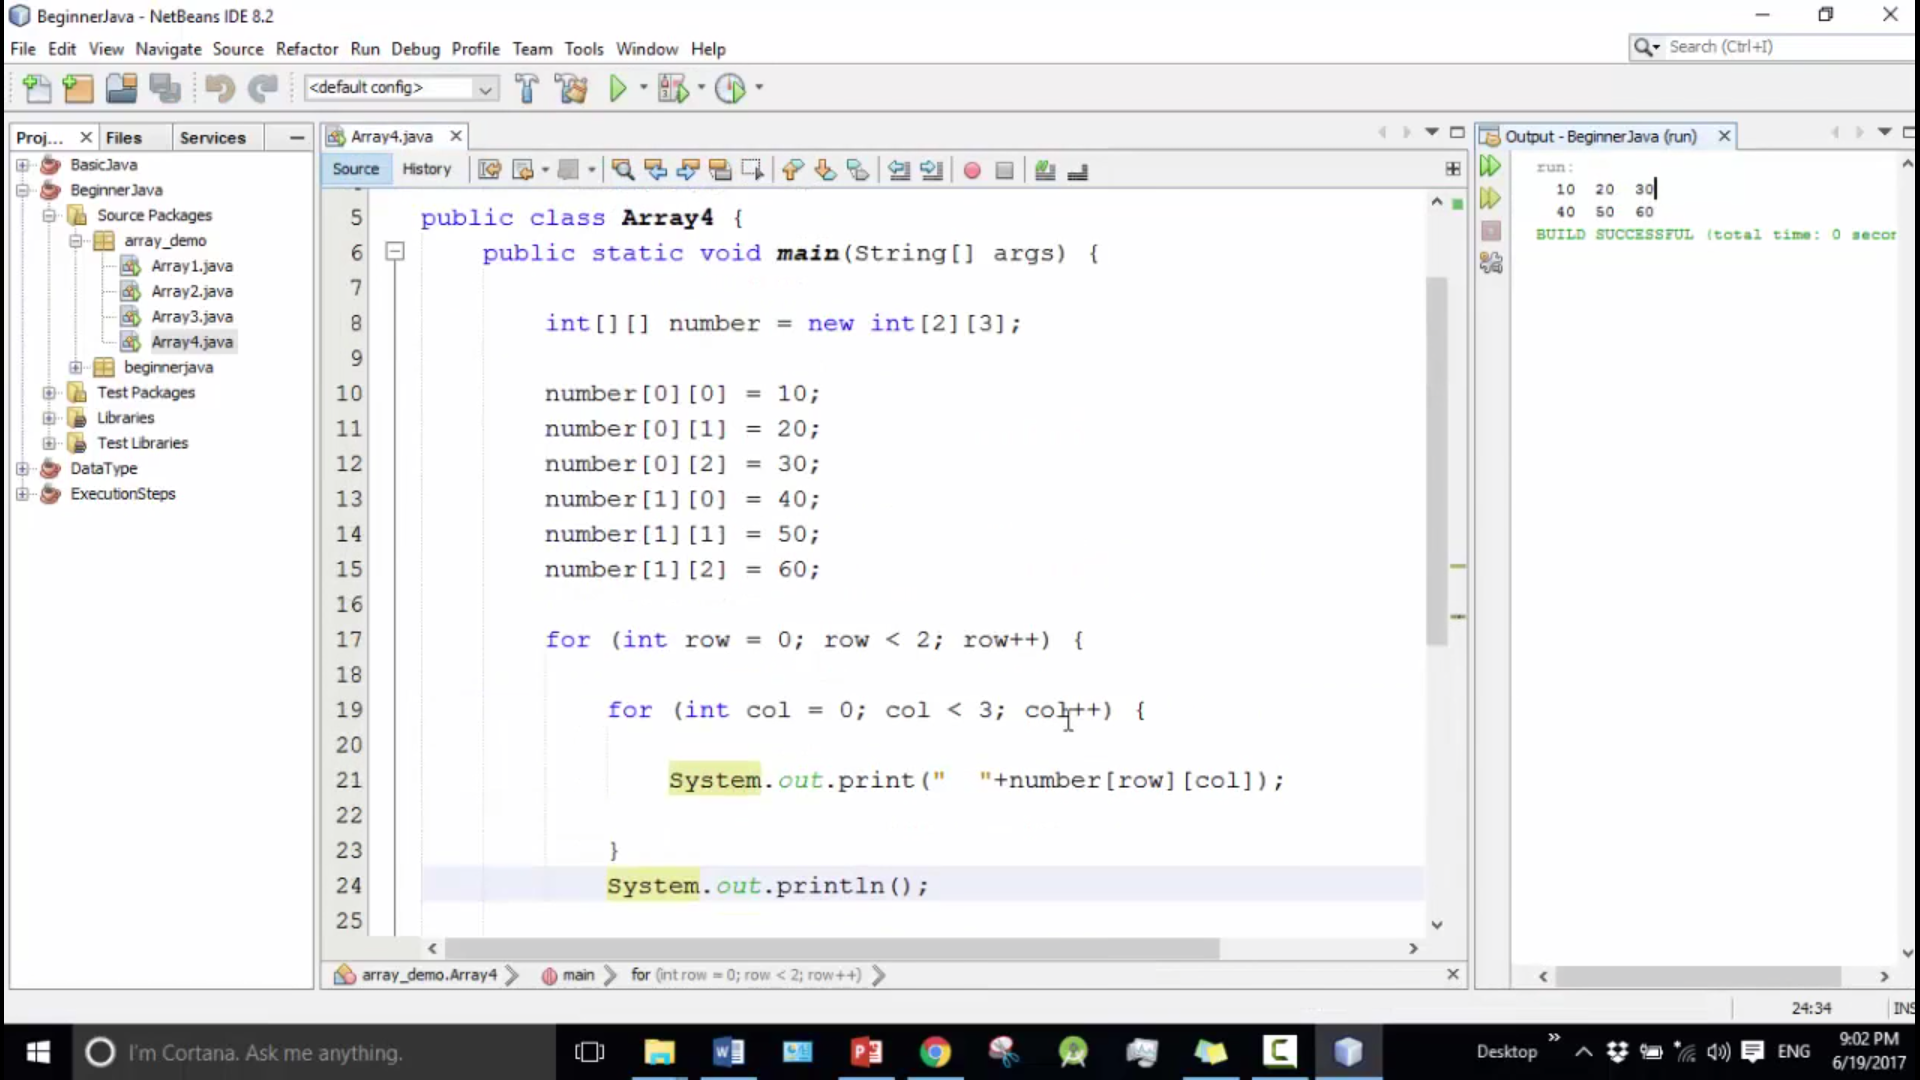 BeginnerJava - NetBeans IDE 8.2
File Edit View Navigate Source Refactor Run Debug Profile Team Tools Window Help
Search (Ctrl+I)
<default config>
Proj... Files Services
BasicJava
BeginnerJava
Source Packages
array_demo
Array1.java
Array2.java
Array3.java
Array4.java
beginnerjava
Test Packages
Libraries
Test Libraries
DataType
ExecutionSteps
Array4.java
Source History
5 public class Array4 {
6 public static void main(String[] args) {
7
8 int[][] number = new int[2][3];
9
10 number[0][0] = 10;
11 number[0][1] = 20;
12 number[0][2] = 30;
13 number[1][0] = 40;
14 number[1][1] = 50;
15 number[1][2] = 60;
16
17 for (int row = 0; row < 2; row++) {
18
19 for (int col = 0; col < 3; col++) {
20
21 System.out.print("  "+number[row][col]);
22
23 }
24 System.out.println();
25
array_demo.Array4 main for (int row = 0; row < 2; row++)
Output - BeginnerJava (run)
run:
10 20 30
40 50 60
BUILD SUCCESSFUL (total time: 0 secon
24:34 INS
I'm Cortana. Ask me anything.
Desktop ENG
9:02 PM
6/19/2017